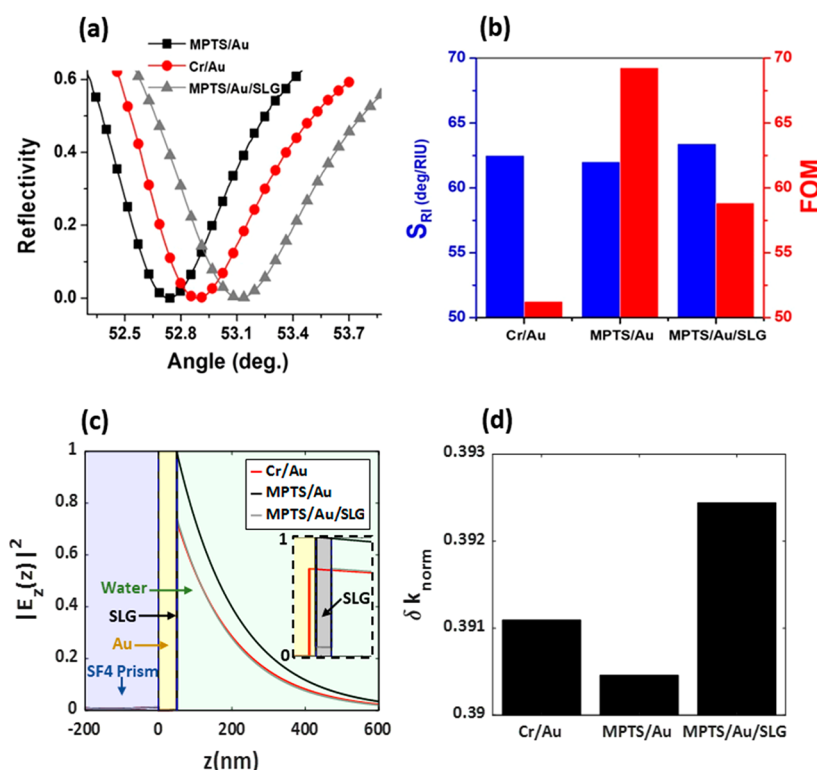 (a)
MPTS/Au
Cr/Au
MPTS/Au/SLG
0.6
0.4
0.2
0.0
Reflectivity
52.5 52.8 53.1 53.4 53.7
Angle (deg.)
(b)
70
65
60
55
50
SRI (deg/RIU)
70
65
60
55
50
FOM
Cr/Au MPTS/Au MPTS/Au/SLG
(c)
1
0.8
0.6
0.4
0.2
0
|Ez(z)|²
Cr/Au
MPTS/Au
MPTS/Au/SLG
1
SLG
0
Water
SLG
Au
SF4 Prism
-200 0 200 400 600
z(nm)
(d)
0.393
0.392
0.391
0.39
δ knorm
Cr/Au MPTS/Au MPTS/Au/SLG